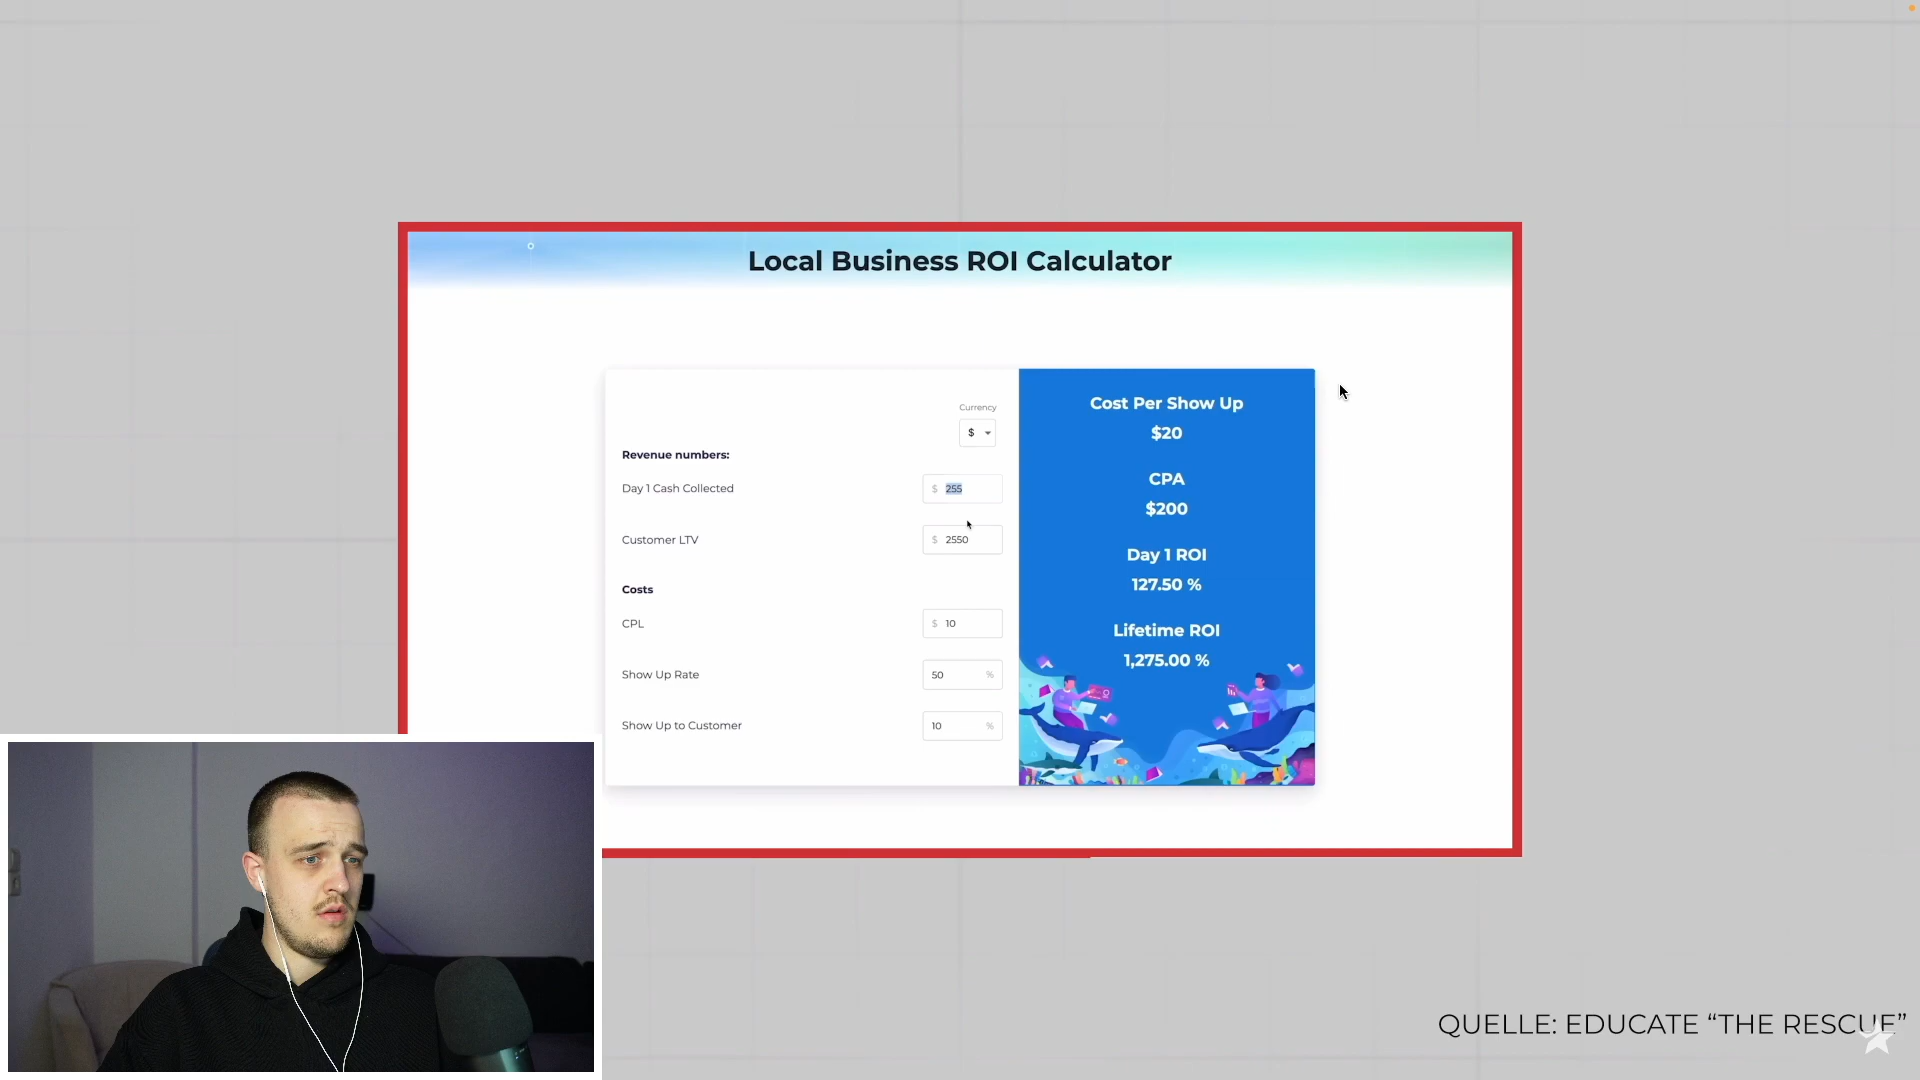 Local Business ROI Calculator
Currency
$
Revenue numbers:
Day 1 Cash Collected
$ 255
Customer LTV
$ 2550
Costs
CPL
$ 10
Show Up Rate
50 %
Show Up to Customer
10 %
Cost Per Show Up
$20
CPA
$200
Day 1 ROI
127.50 %
Lifetime ROI
1,275.00 %
QUELLE: EDUCATE “THE RESCUE”